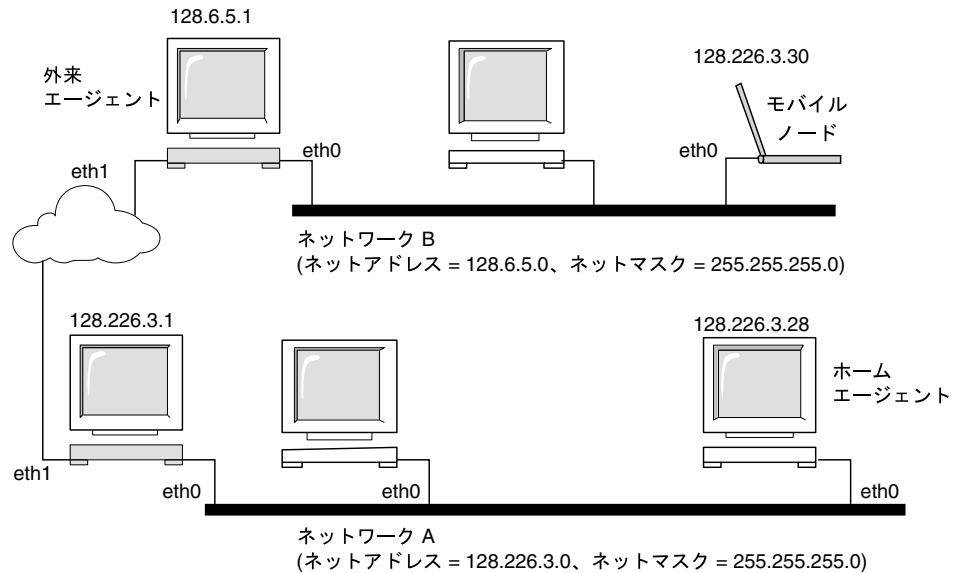 128.6.5.1
外来
エージェント
128.226.3.30
モバイル
ノード
eth1
eth0
eth0
ネットワーク B
(ネットアドレス = 128.6.5.0、ネットマスク = 255.255.255.0)
128.226.3.1
128.226.3.28
ホーム
エージェント
eth1
eth0
eth0
eth0
ネットワーク A
(ネットアドレス = 128.226.3.0、ネットマスク = 255.255.255.0)